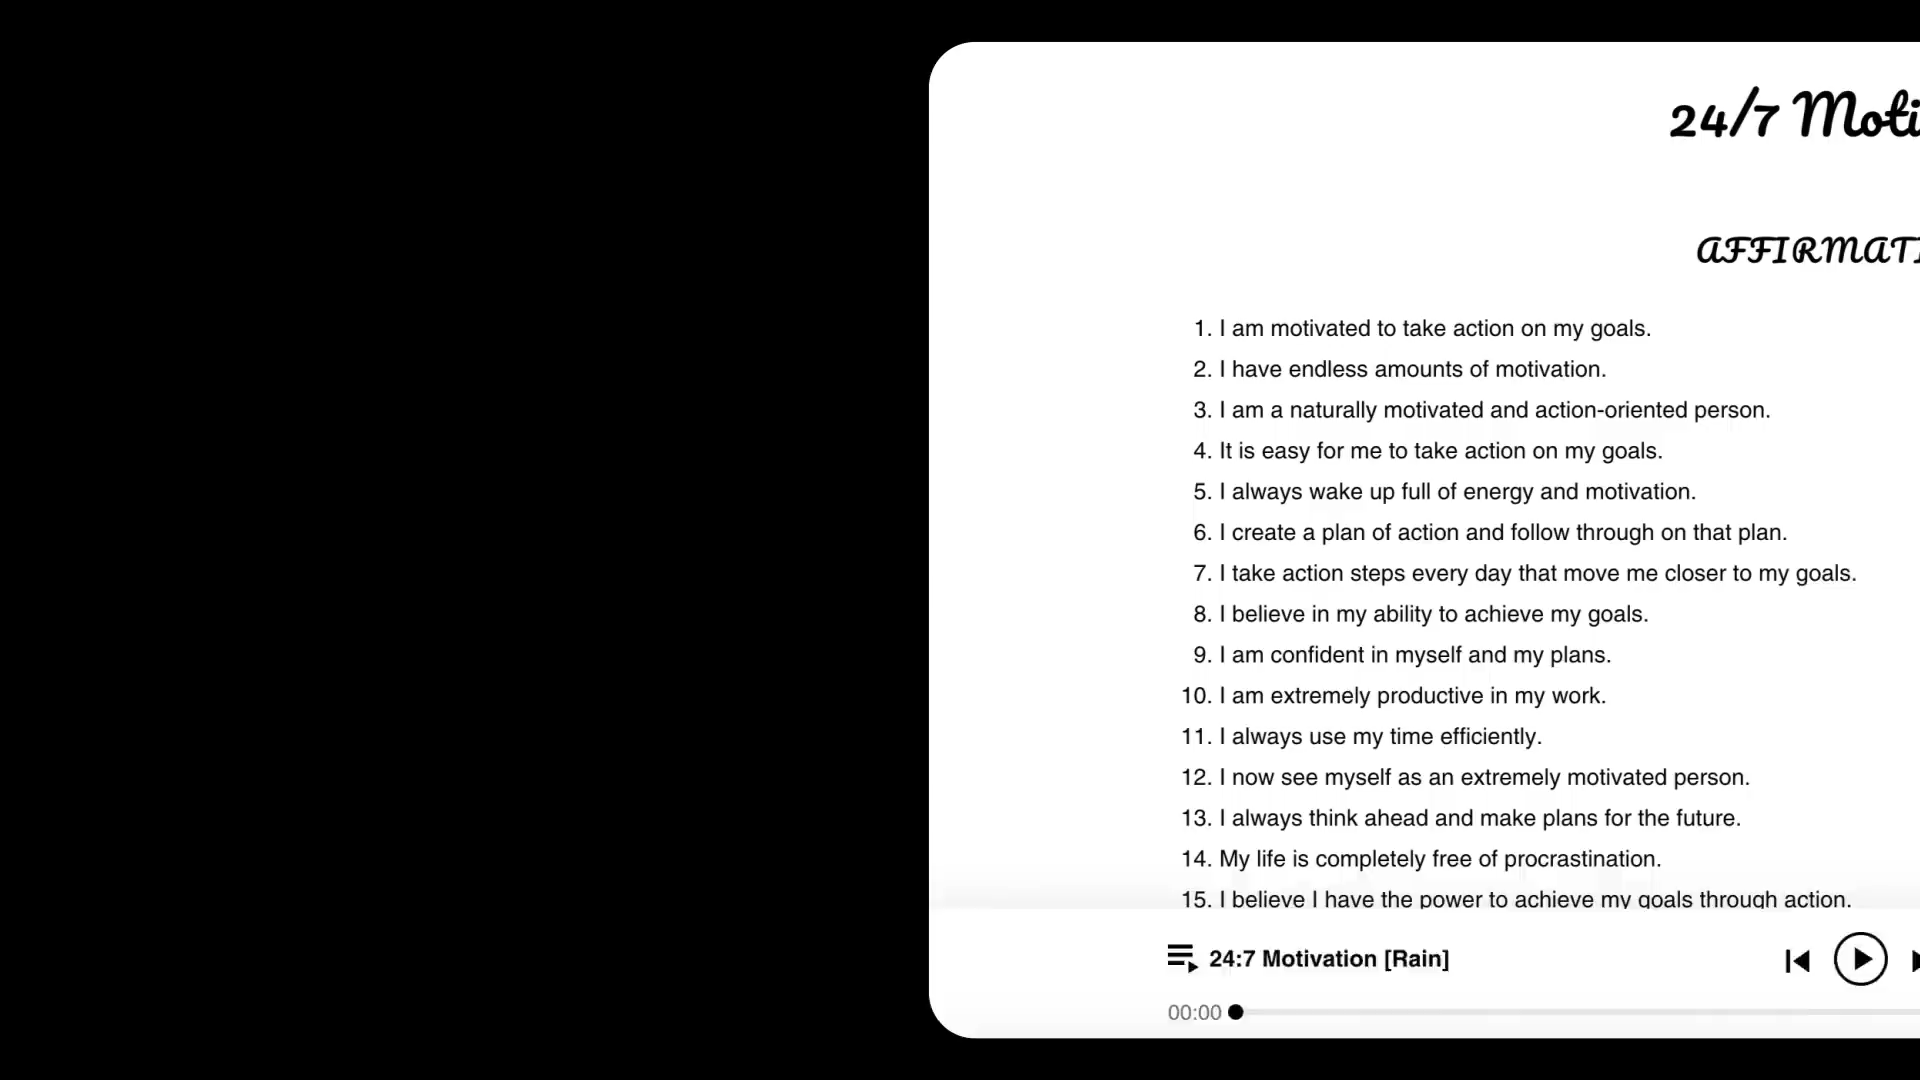 24/7 Moti
AFFIRMATI
1. I am motivated to take action on my goals.
2. I have endless amounts of motivation.
3. I am a naturally motivated and action-oriented person.
4. It is easy for me to take action on my goals.
5. I always wake up full of energy and motivation.
6. I create a plan of action and follow through on that plan.
7. I take action steps every day that move me closer to my goals.
8. I believe in my ability to achieve my goals.
9. I am confident in myself and my plans.
10. I am extremely productive in my work.
11. I always use my time efficiently.
12. I now see myself as an extremely motivated person.
13. I always think ahead and make plans for the future.
14. My life is completely free of procrastination.
15. I believe I have the power to achieve my goals through action.
24:7 Motivation [Rain]
00:00